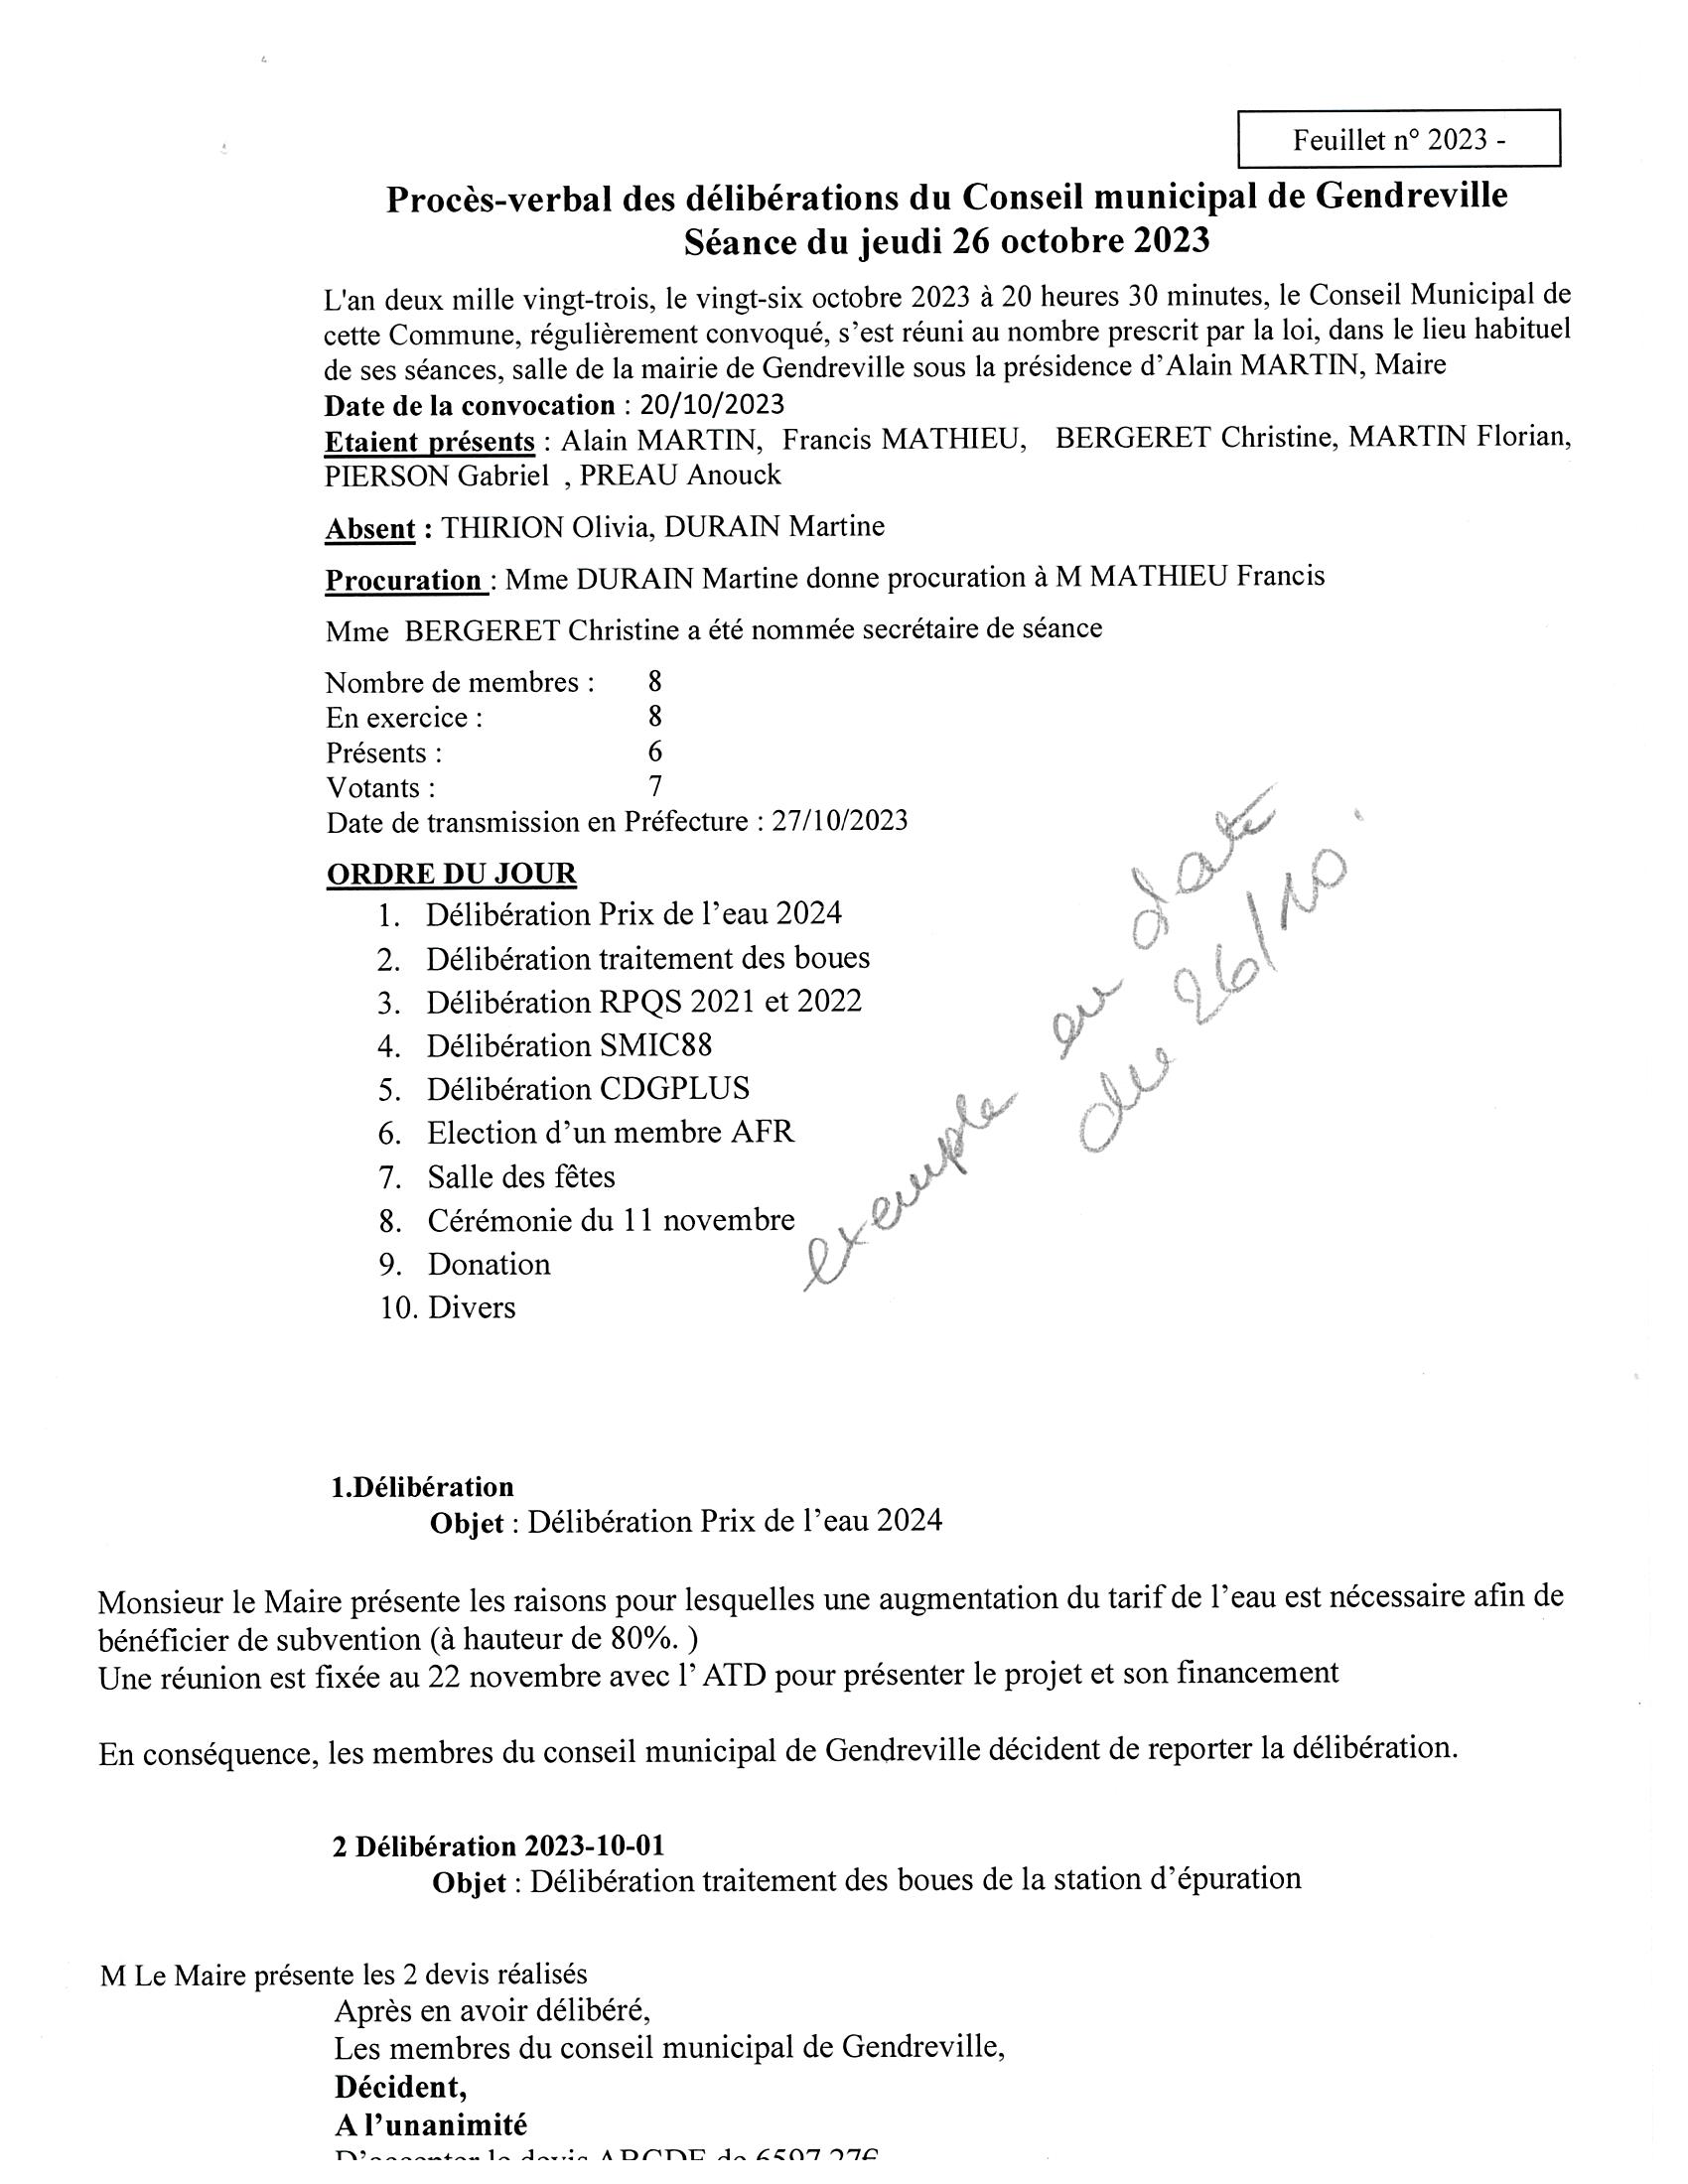 Feuillet n° 2023 -
Procès-verbal des délibérations du Conseil municipal de Gendreville
Séance du jeudi 26 octobre 2023
L'an deux mille vingt-trois, le vingt-six octobre 2023 à 20 heures 30 minutes, le Conseil Municipal de
cette Commune, régulièrement convoqué, s’est réuni au nombre prescrit par la loi, dans le lieu habituel
de ses séances, salle de la mairie de Gendreville sous la présidence d’Alain MARTIN, Maire
Date de la convocation : 20/10/2023
Etaient présents : Alain MARTIN, Francis MATHIEU, BERGERET Christine, MARTIN Florian,
PIERSON Gabriel , PREAU Anouck
Absent : THIRION Olivia, DURAIN Martine
Procuration : Mme DURAIN Martine donne procuration à M MATHIEU Francis
Mme BERGERET Christine a été nommée secrétaire de séance
Nombre de membres : 8
En exercice : 8
Présents : 6
Votants : 7
Date de transmission en Préfecture : 27/10/2023
ORDRE DU JOUR
1. Délibération Prix de l’eau 2024
2. Délibération traitement des boues
3. Délibération RPQS 2021 et 2022
4. Délibération SMIC88
5. Délibération CDGPLUS
6. Election d’un membre AFR
7. Salle des fêtes
8. Cérémonie du 11 novembre
9. Donation
10. Divers
exemple en date
du 26/10.
1.Délibération
Objet : Délibération Prix de l’eau 2024
Monsieur le Maire présente les raisons pour lesquelles une augmentation du tarif de l’eau est nécessaire afin de
bénéficier de subvention (à hauteur de 80%. )
Une réunion est fixée au 22 novembre avec l’ ATD pour présenter le projet et son financement
En conséquence, les membres du conseil municipal de Gendreville décident de reporter la délibération.
2 Délibération 2023-10-01
Objet : Délibération traitement des boues de la station d’épuration
M Le Maire présente les 2 devis réalisés
Après en avoir délibéré,
Les membres du conseil municipal de Gendreville,
Décident,
A l’unanimité
D’accepter le devis ABCDE de 6597,27€